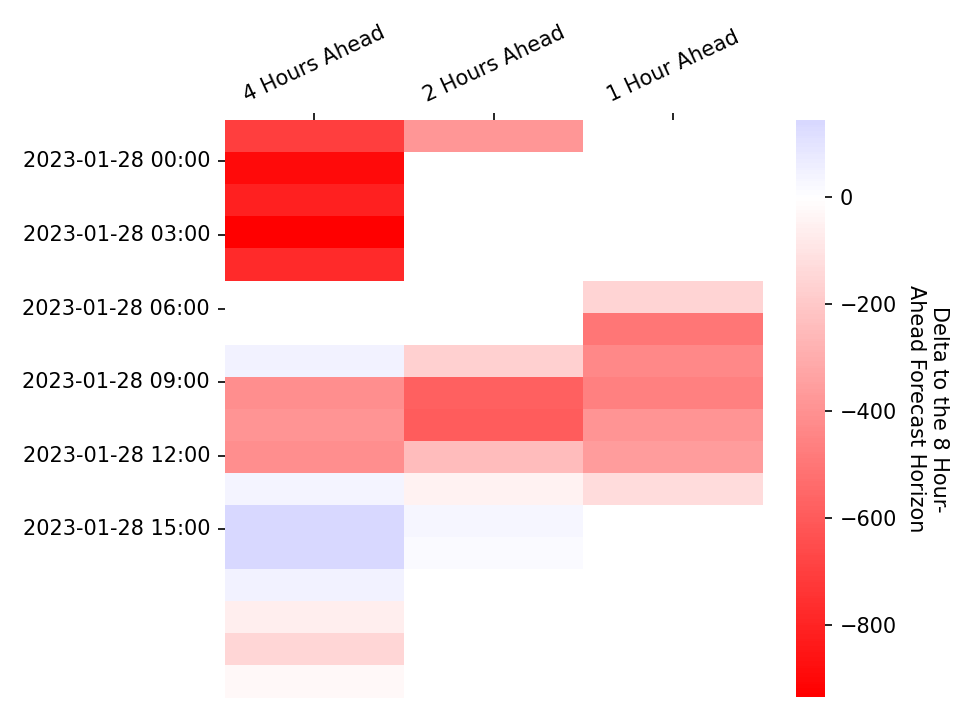 4 Hours Ahead
2 Hours Ahead
1 Hour Ahead
2023-01-28 00:00
2023-01-28 03:00
2023-01-28 06:00
2023-01-28 09:00
2023-01-28 12:00
2023-01-28 15:00
0
−200
−400
−600
−800
Delta to the 8 Hour-
Ahead Forecast Horizon